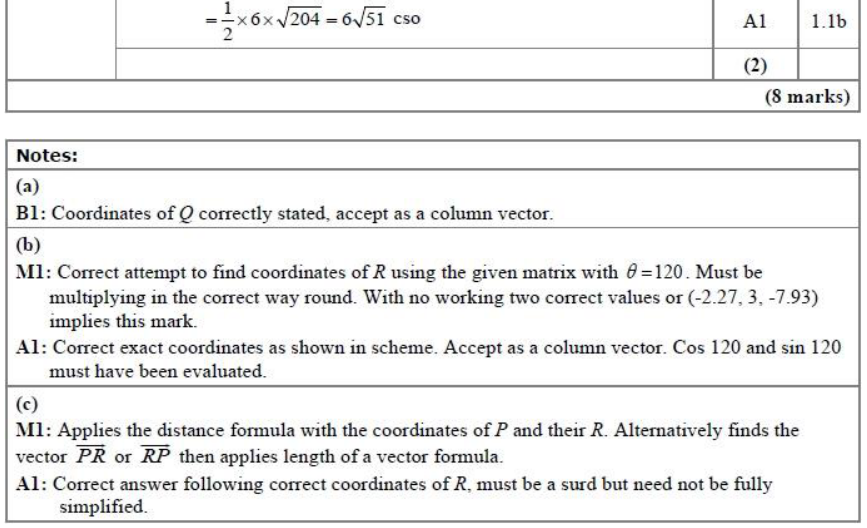 = 1/2 × 6 × √204 = 6√51 cso A1 1.1b
(2)
(8 marks)
Notes:
(a)
B1: Coordinates of Q correctly stated, accept as a column vector.
(b)
M1: Correct attempt to find coordinates of R using the given matrix with θ=120. Must be
multiplying in the correct way round. With no working two correct values or (-2.27, 3, -7.93)
implies this mark.
A1: Correct exact coordinates as shown in scheme. Accept as a column vector. Cos 120 and sin 120
must have been evaluated.
(c)
M1: Applies the distance formula with the coordinates of P and their R. Alternatively finds the
vector PR or RP then applies length of a vector formula.
A1: Correct answer following correct coordinates of R, must be a surd but need not be fully
simplified.